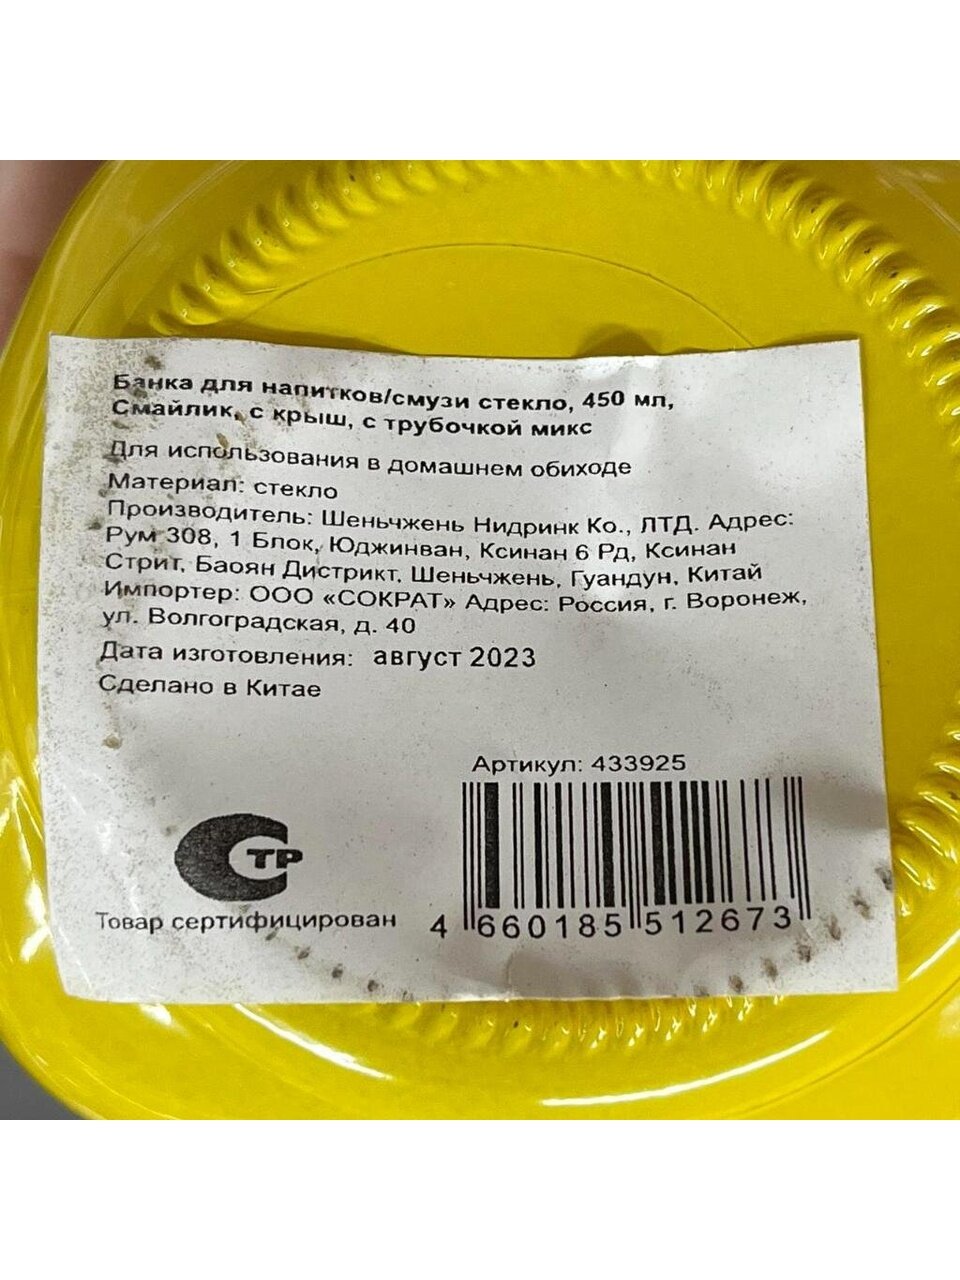 Банка для напитков/смузи стекло, 450 мл,
Смайлик, с крыш, с трубочкой микс
Для использования в домашнем обиходе
Материал: стекло
Производитель: Шеньчжень Нидринк Ко., ЛТД. Адрес:
Рум 308, 1 Блок, Юджинван, Ксинан 6 Рд, Ксинан
Стрит, Баоян Дистрикт, Шеньчжень, Гуандун, Китай
Импортер: ООО «СОКРАТ» Адрес: Россия, г. Воронеж,
ул. Волгоградская, д. 40
Дата изготовления: август 2023
Сделано в Китае
Артикул: 433925
СТР
Товар сертифицирован
4 660185 512673